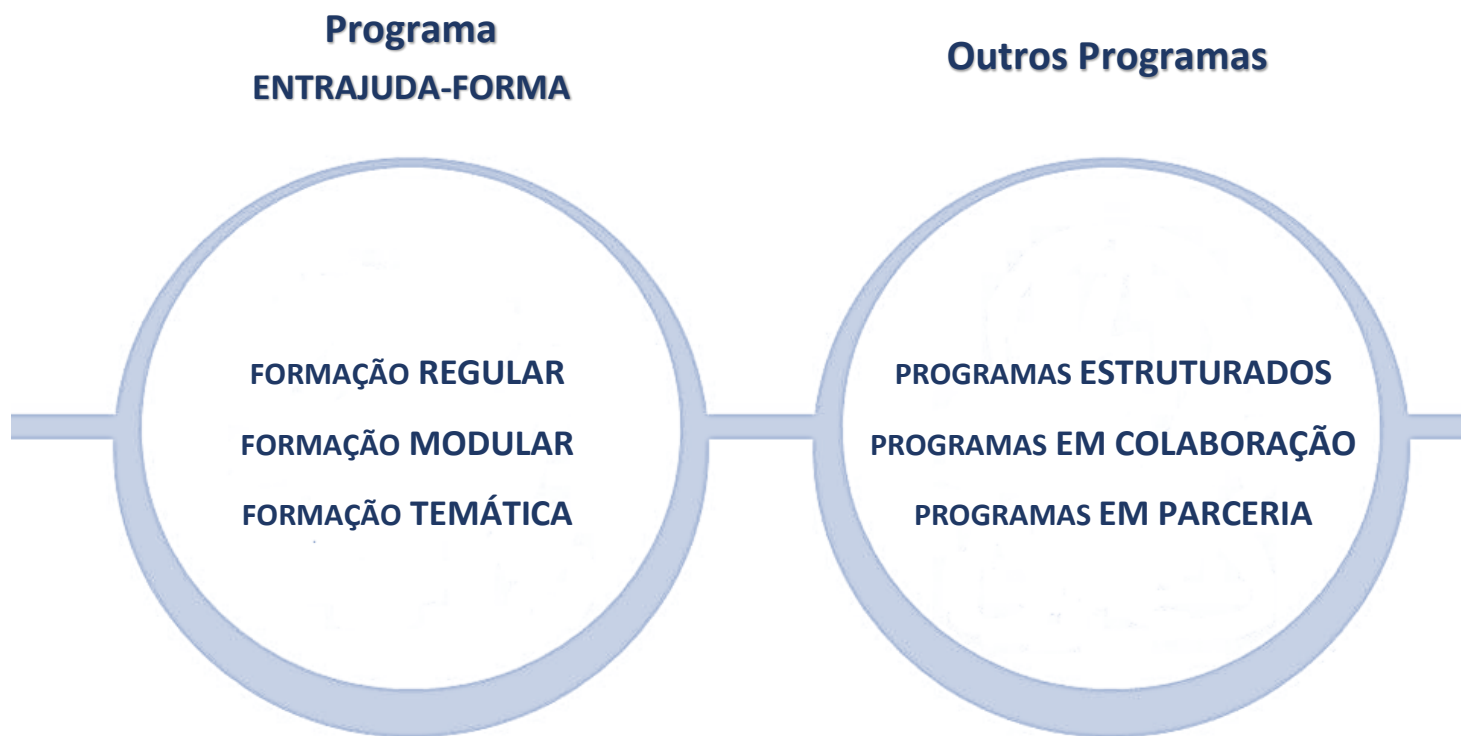 Programa
ENTRAJUDA-FORMA
FORMAÇÃO REGULAR
FORMAÇÃO MODULAR
FORMAÇÃO TEMÁTICA
Outros Programas
PROGRAMAS ESTRUTURADOS
PROGRAMAS EM COLABORAÇÃO
PROGRAMAS EM PARCERIA